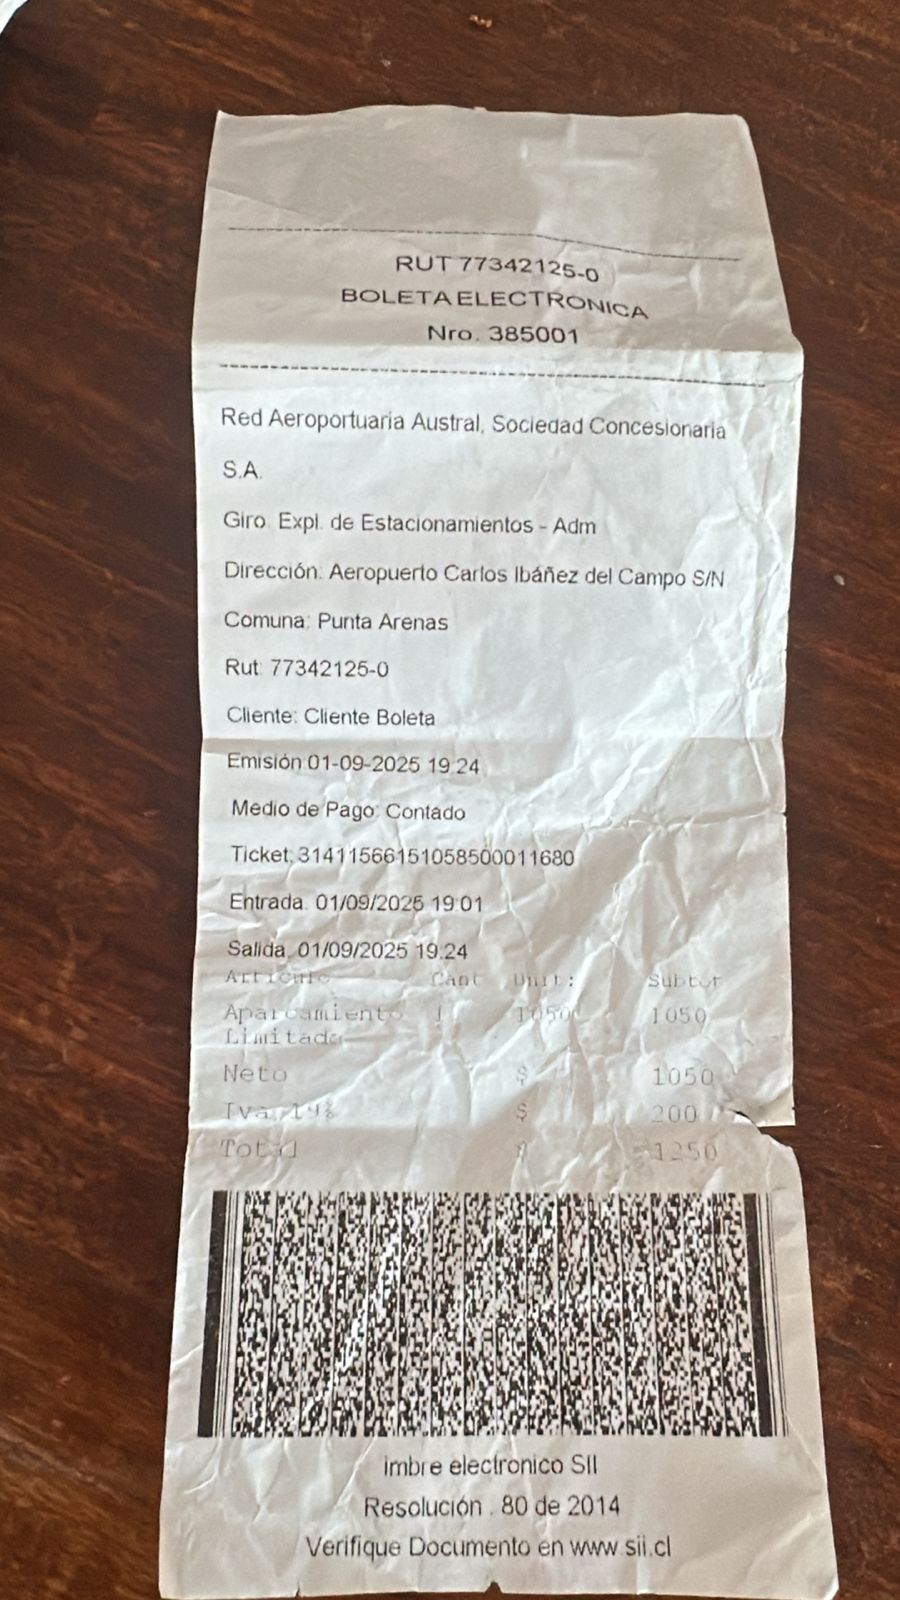 RUT 77342125-0
BOLETA ELECTRONICA
Nro. 385001
Red Aeroportuaria Austral, Sociedad Concesionaria
S.A.
Giro: Expl. de Estacionamientos - Adm
Dirección: Aeropuerto Carlos Ibáñez del Campo S/N
Comuna: Punta Arenas
Rut: 77342125-0
Cliente: Cliente Boleta
Emisión:01-09-2025 19:24
Medio de Pago: Contado
Ticket: 31411566151058500011680
Entrada: 01/09/2025 19:01
Salida: 01/09/2025 19:24
Artículo Cant Unit: Subtot
Aparcamiento 1 1050 1050
Limitado
Neto $ 1050
Iva 19% $ 200
Total $ 1250
imbre electronico SII
Resolución : 80 de 2014
Verifique Documento en www.sii.cl